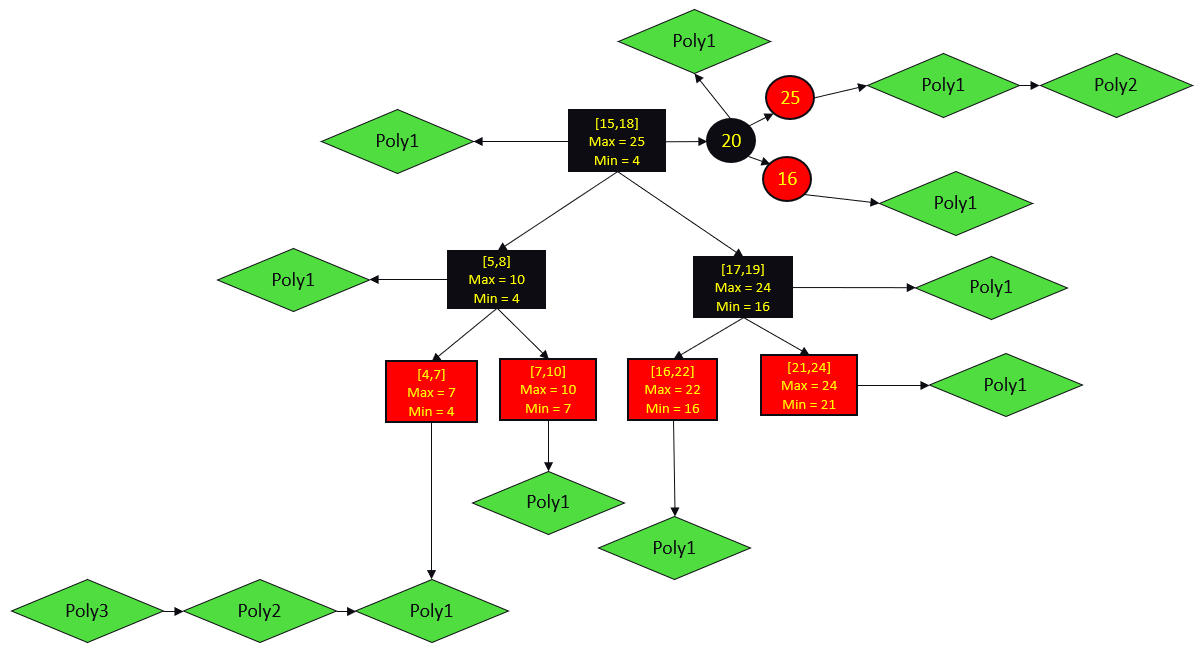 Poly1
25
Poly1
Poly2
[15,18]
Max = 25
Min = 4
Poly1
20
16
Poly1
[5,8]
Max = 10
Min = 4
Poly1
[17,19]
Max = 24
Min = 16
Poly1
[4,7]
Max = 7
Min = 4
[7,10]
Max = 10
Min = 7
[16,22]
Max = 22
Min = 16
[21,24]
Max = 24
Min = 21
Poly1
Poly1
Poly1
Poly3
Poly2
Poly1